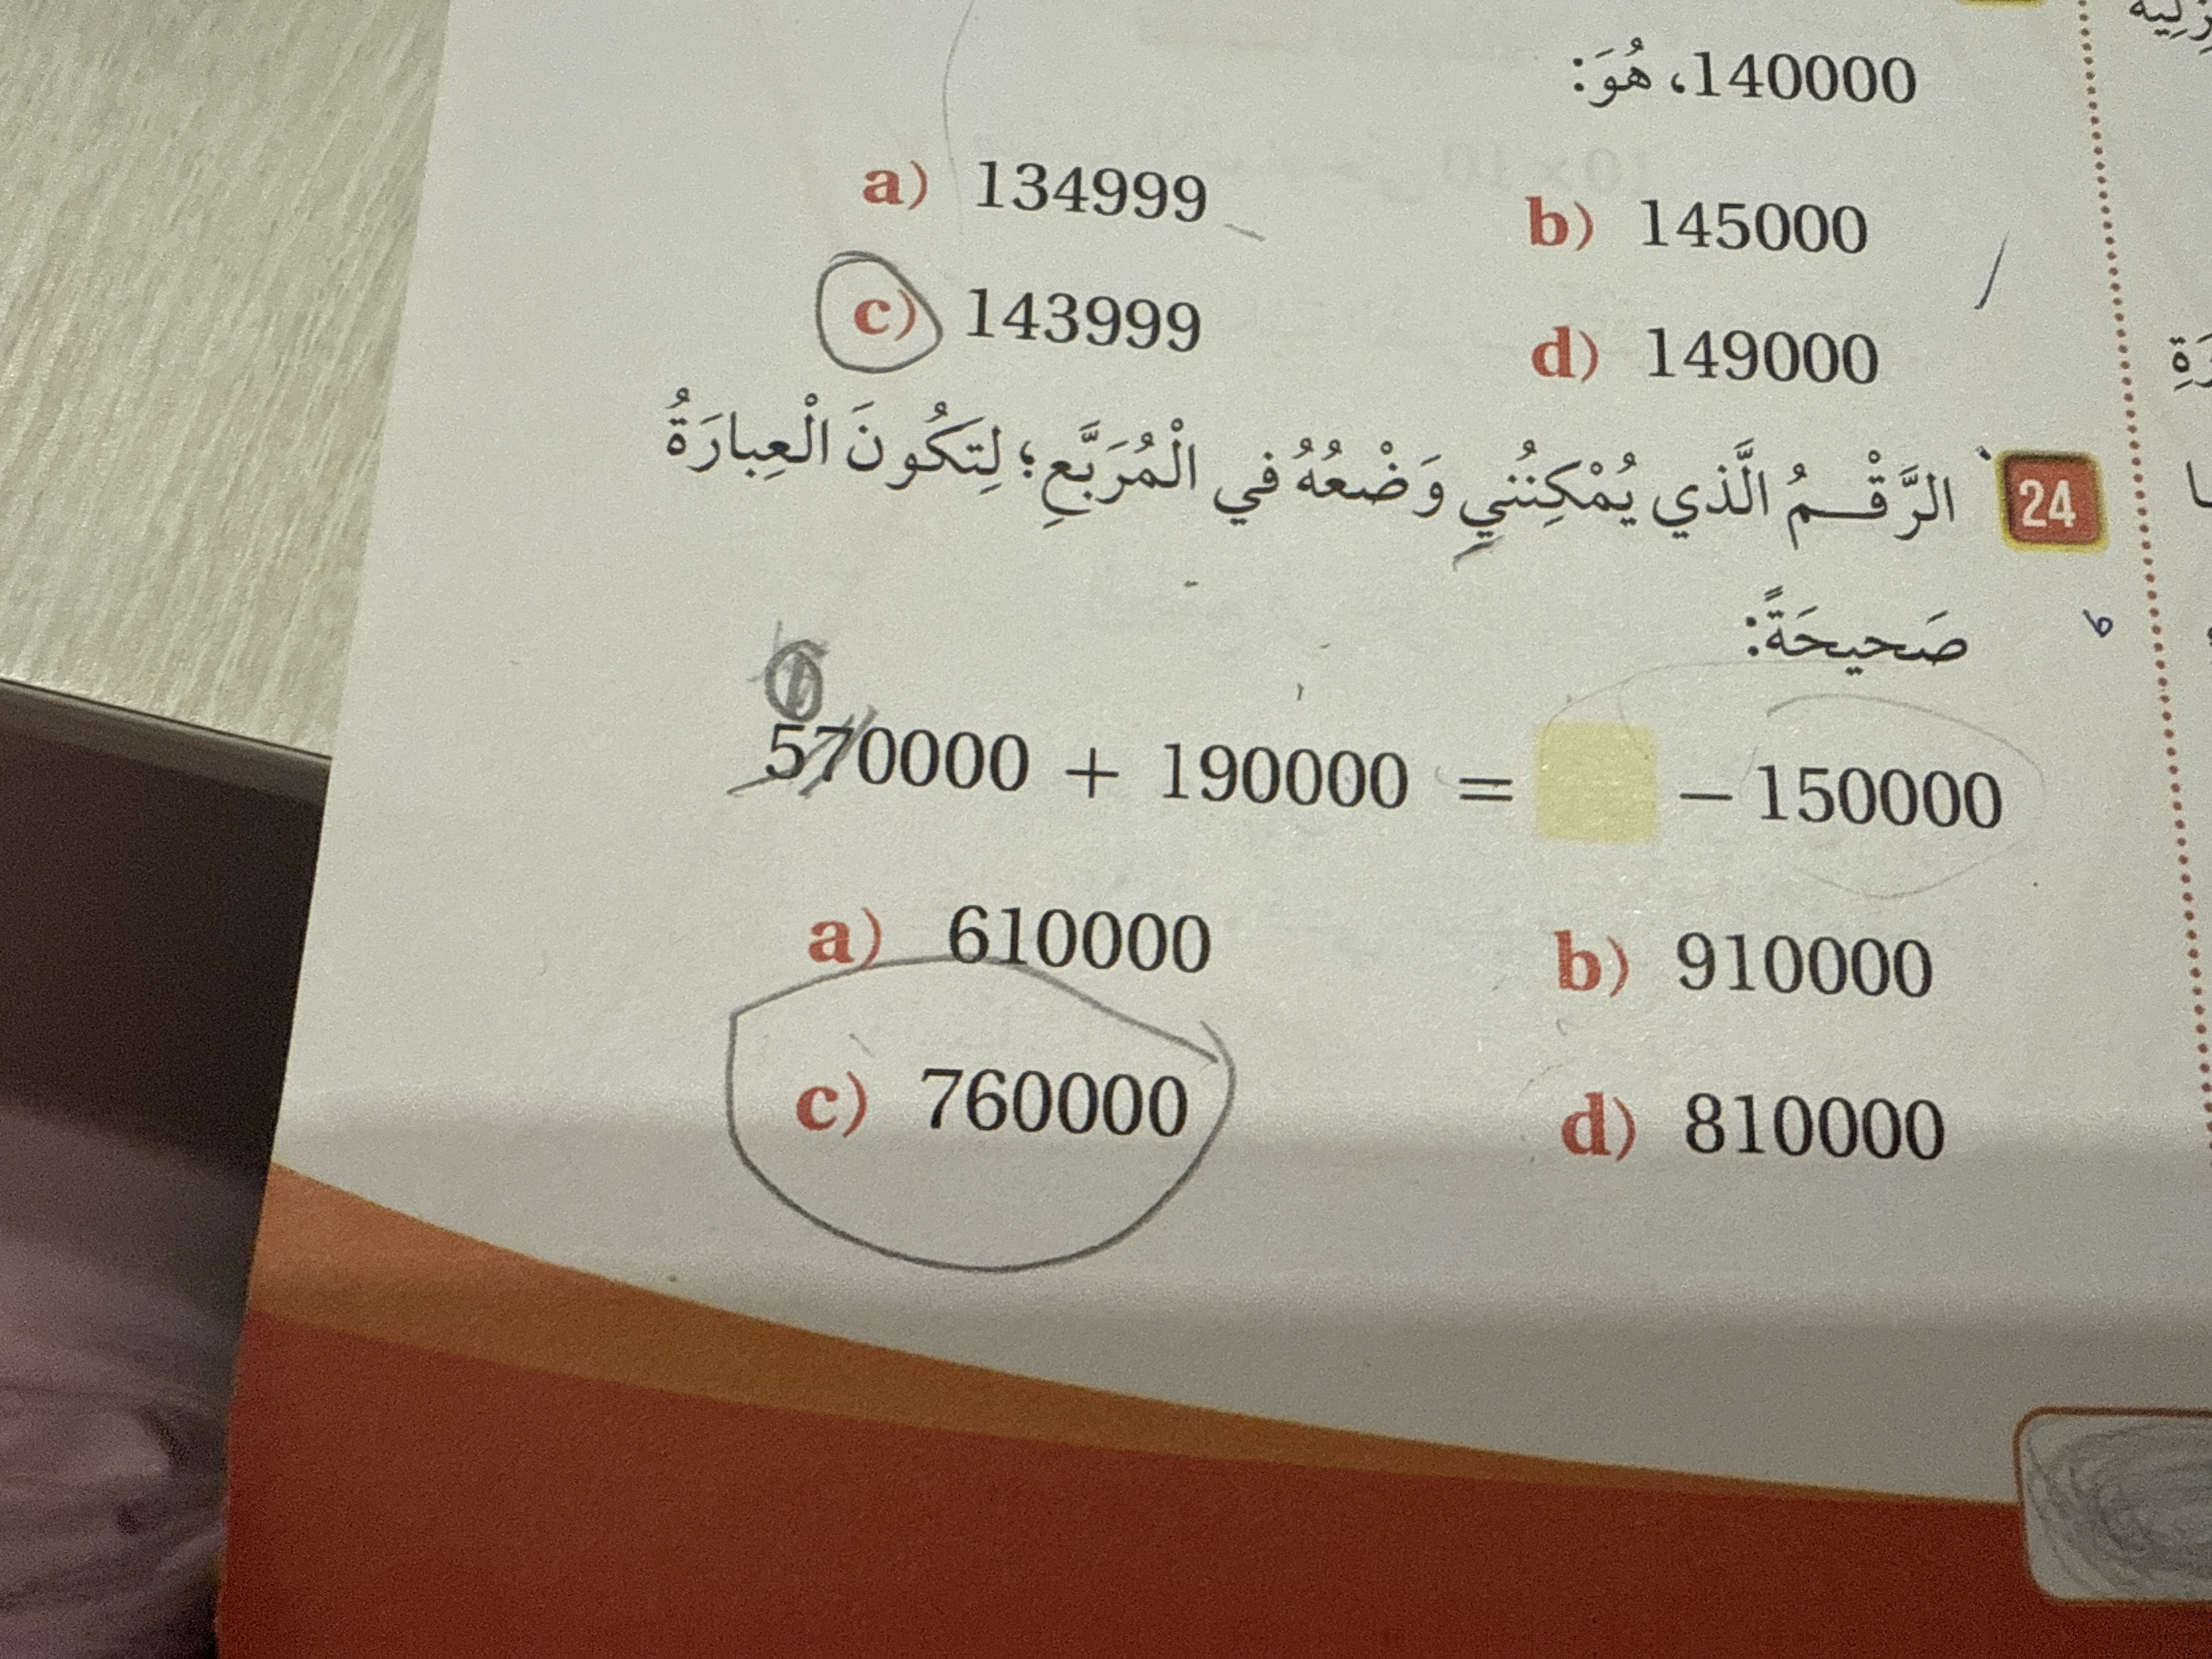 140000، هُوَ:
a) 134999 b) 145000
c) 143999 d) 149000
24 الرَّقْمُ الَّذي يُمْكِنُني وَضْعُهُ في الْمُرَبَّعِ؛ لِتَكُونَ الْعِبارَةُ
صَحيحَةً:
570000 + 190000 = - 150000
a) 610000 b) 910000
c) 760000 d) 810000